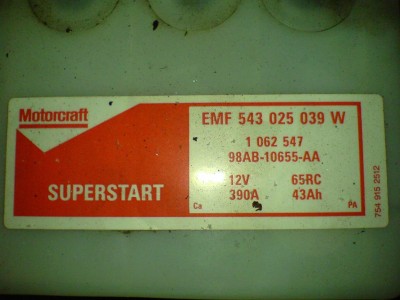 Motorcraft
SUPERSTART
EMF 543 025 039 W
1 062 547
98AB-10655-AA
12V 65RC
390A 43Ah
Ca PA
754 915 2512